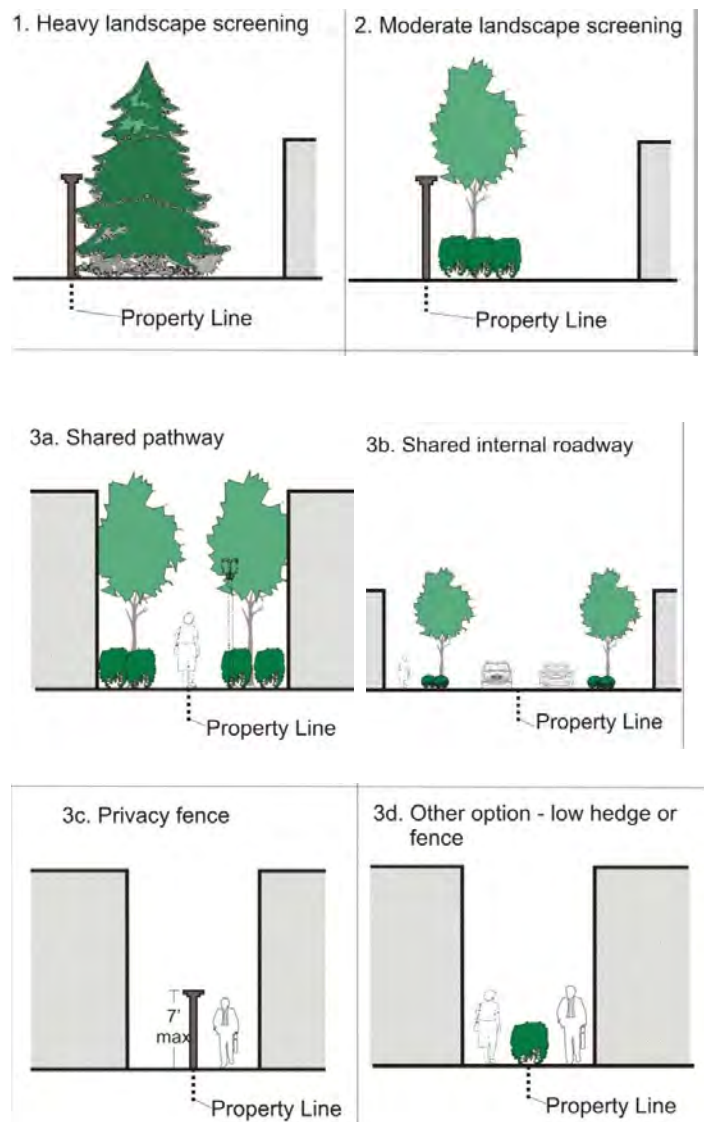 1. Heavy landscape screening
2. Moderate landscape screening
Property Line
Property Line
3a. Shared pathway
3b. Shared internal roadway
Property Line
Property Line
3c. Privacy fence
3d. Other option - low hedge or
fence
7'
max
Property Line
Property Line